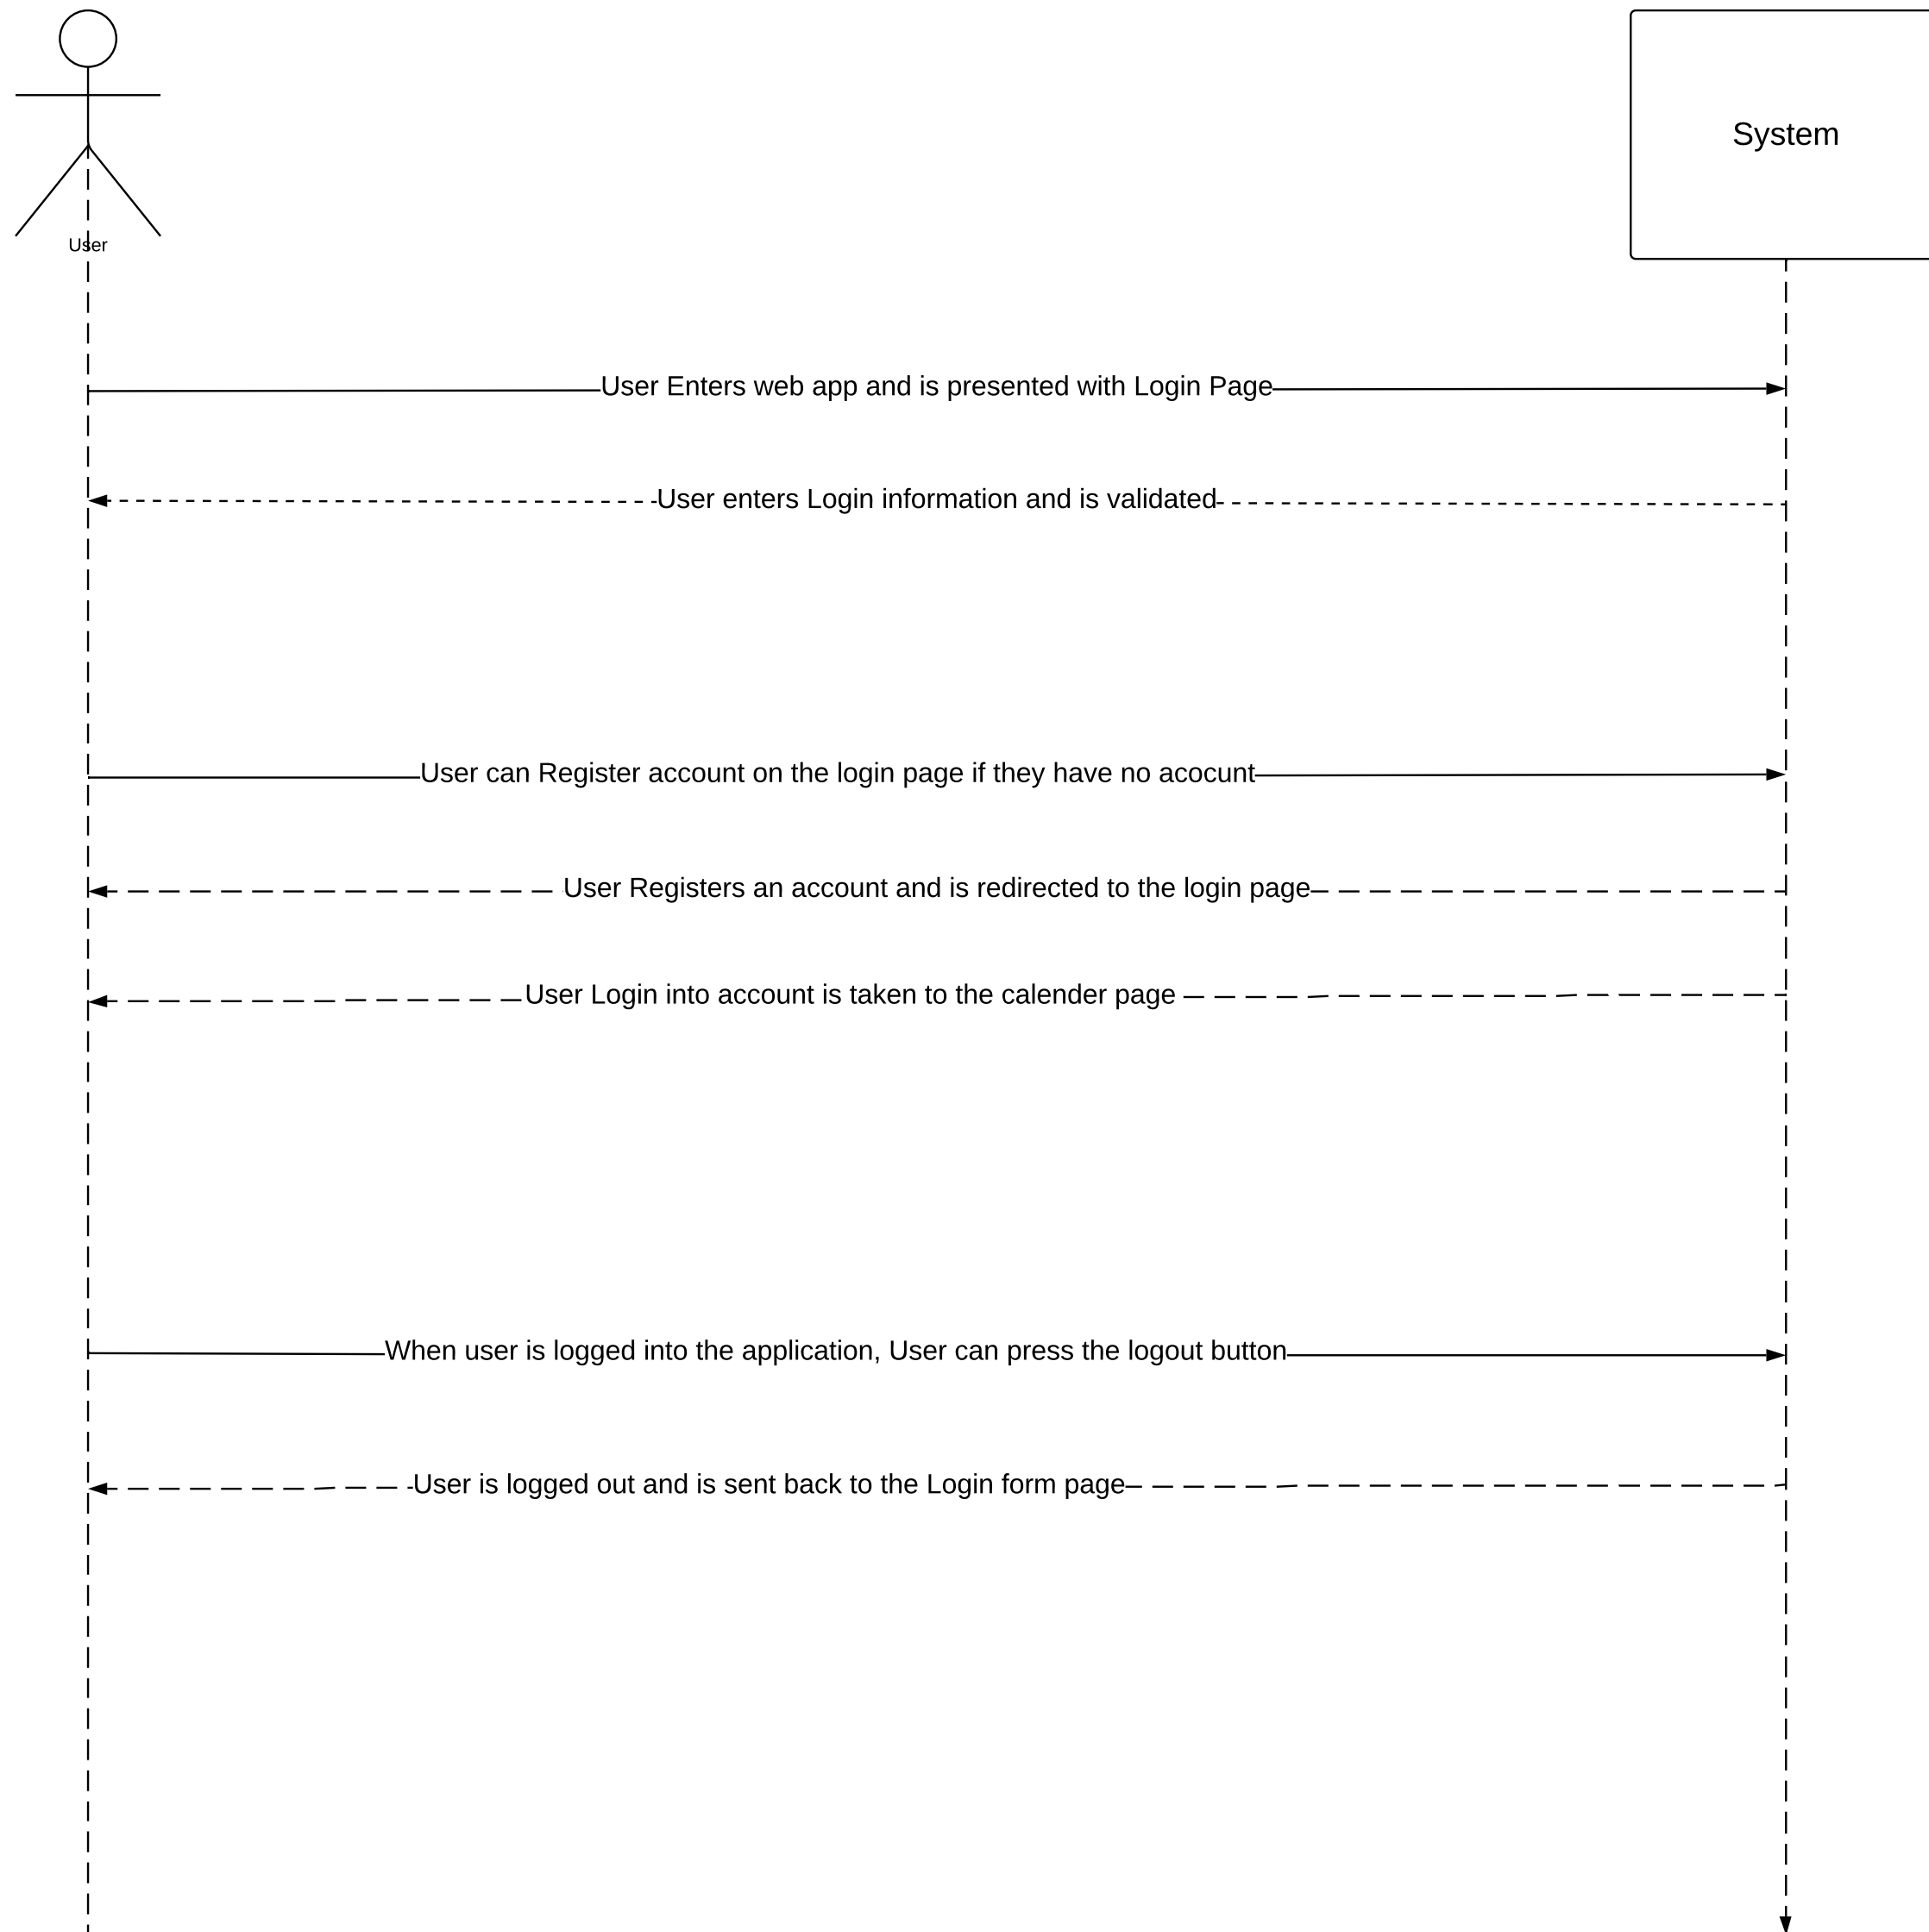 System
User
User Enters web app and is presented with Login Page
User enters Login information and is validated
User can Register account on the login page if they have no acocunt
User Registers an account and is redirected to the login page
User Login into account is taken to the calender page
When user is logged into the application, User can press the logout button
User is logged out and is sent back to the Login form page